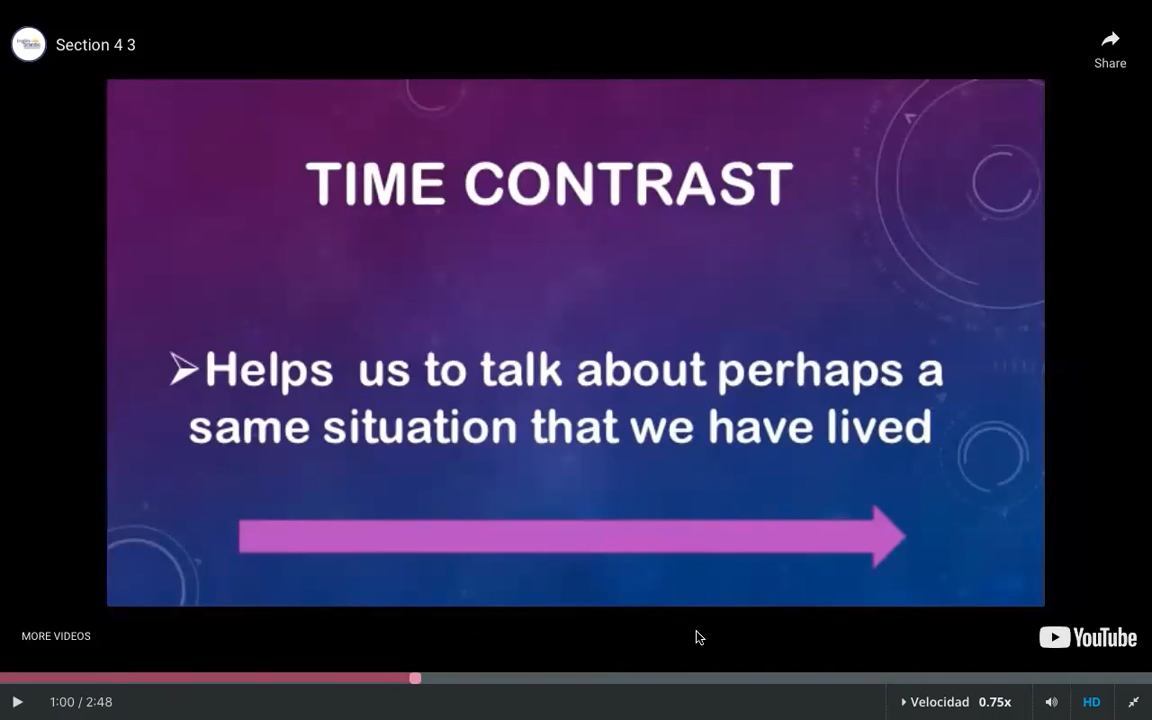 Section 4 3
Share
TIME CONTRAST
Helps us to talk about perhaps a
same situation that we have lived
MORE VIDEOS
YouTube
1:00 / 2:48
Velocidad 0.75x
HD